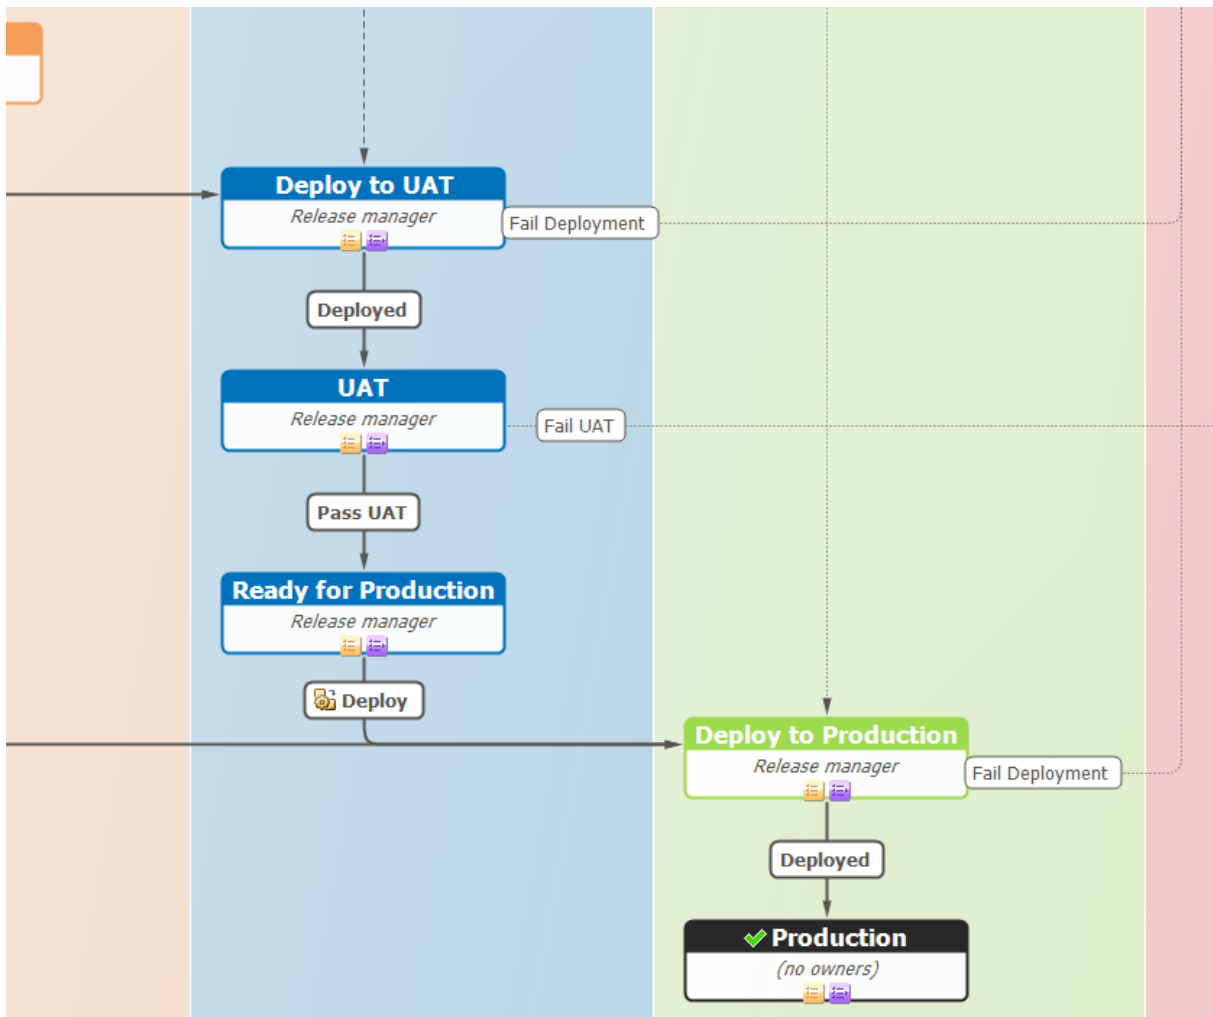 Deploy to UAT
Release manager
Fail Deployment
Deployed
UAT
Release manager
Fail UAT
Pass UAT
Ready for Production
Release manager
Deploy
Deploy to Production
Release manager
Fail Deployment
Deployed
Production
(no owners)